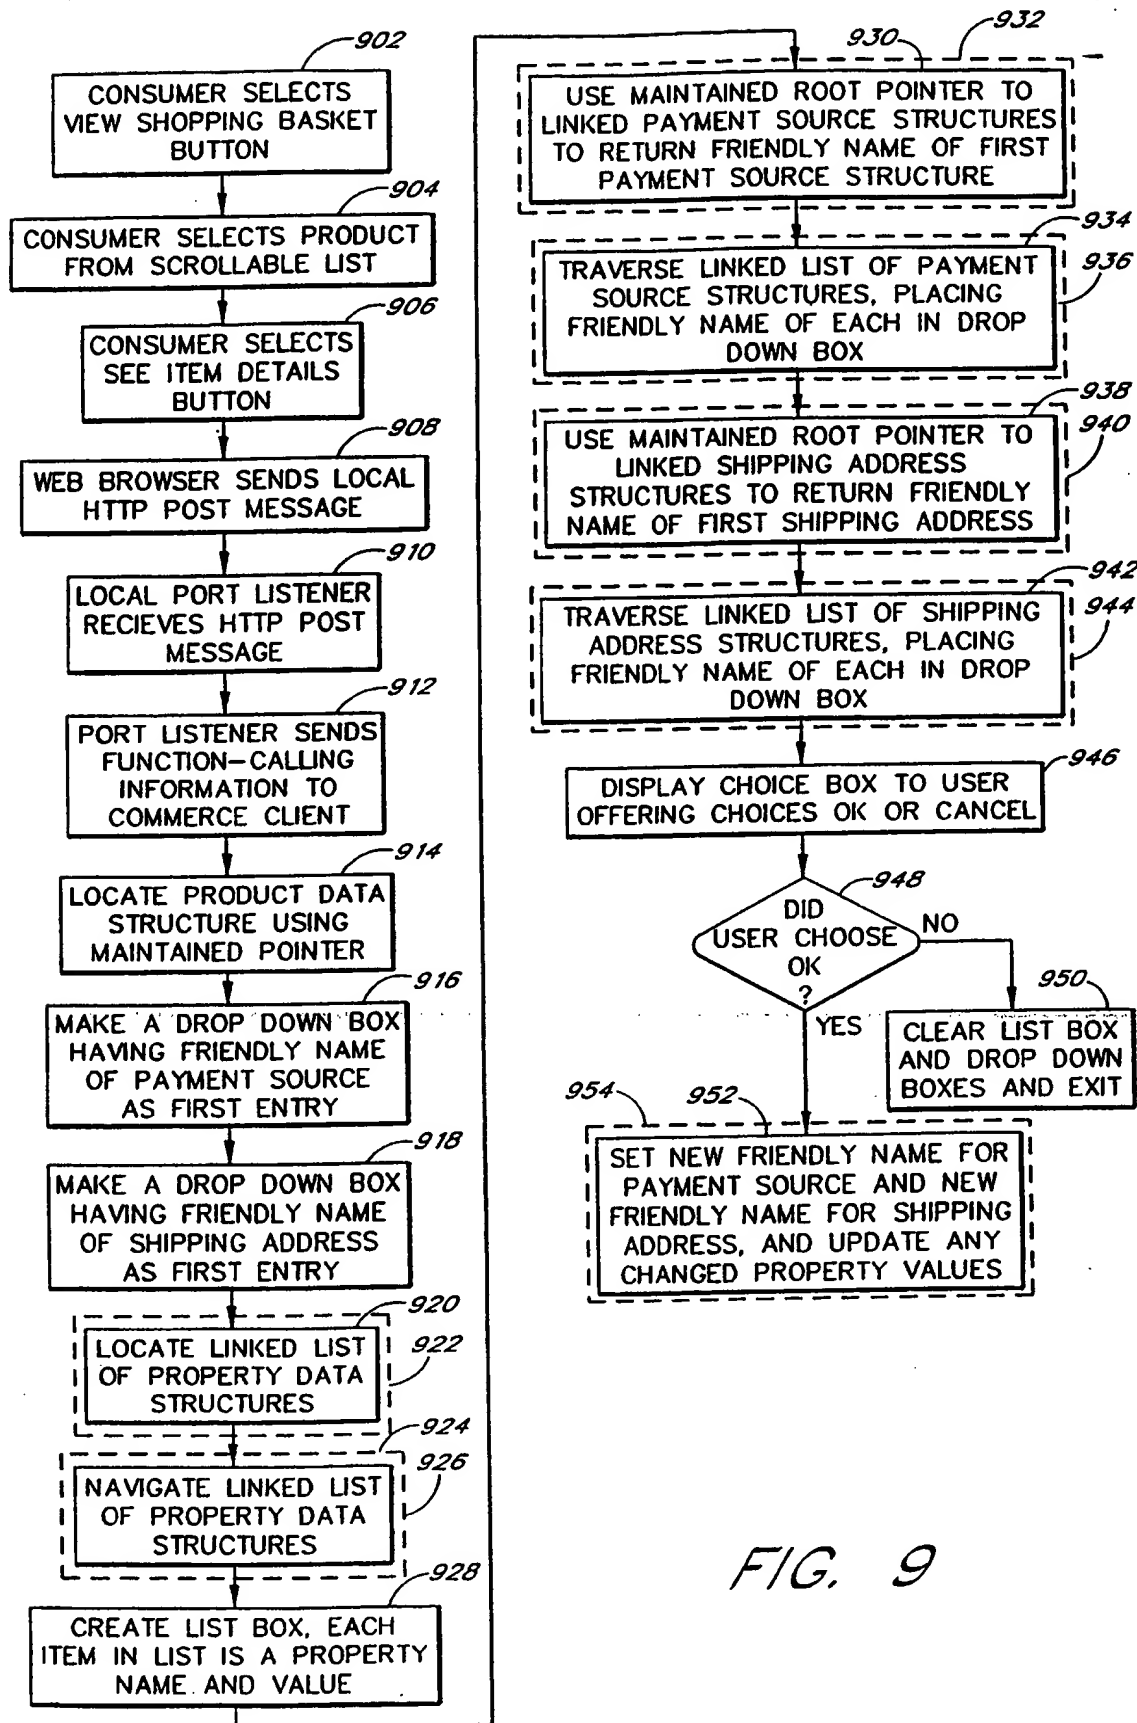 902
CONSUMER SELECTS
VIEW SHOPPING BASKET
BUTTON
904
CONSUMER SELECTS PRODUCT
FROM SCROLLABLE LIST
906
CONSUMER SELECTS
SEE ITEM DETAILS
BUTTON
908
WEB BROWSER SENDS LOCAL
HTTP POST MESSAGE
910
LOCAL PORT LISTENER
RECIEVES HTTP POST
MESSAGE
912
PORT LISTENER SENDS
FUNCTION-CALLING
INFORMATION TO
COMMERCE CLIENT
914
LOCATE PRODUCT DATA
STRUCTURE USING
MAINTAINED POINTER
916
MAKE A DROP DOWN BOX
HAVING FRIENDLY NAME
OF PAYMENT SOURCE
AS FIRST ENTRY
918
MAKE A DROP DOWN BOX
HAVING FRIENDLY NAME
OF SHIPPING ADDRESS
AS FIRST ENTRY
920
LOCATE LINKED LIST
OF PROPERTY DATA
STRUCTURES
922
924
NAVIGATE LINKED LIST
OF PROPERTY DATA
STRUCTURES
926
928
CREATE LIST BOX, EACH
ITEM IN LIST IS A PROPERTY
NAME AND VALUE
930
932
USE MAINTAINED ROOT POINTER TO
LINKED PAYMENT SOURCE STRUCTURES
TO RETURN FRIENDLY NAME OF FIRST
PAYMENT SOURCE STRUCTURE
934
TRAVERSE LINKED LIST OF PAYMENT
SOURCE STRUCTURES, PLACING
FRIENDLY NAME OF EACH IN DROP
DOWN BOX
936
938
USE MAINTAINED ROOT POINTER TO
LINKED SHIPPING ADDRESS
STRUCTURES TO RETURN FRIENDLY
NAME OF FIRST SHIPPING ADDRESS
940
942
TRAVERSE LINKED LIST OF SHIPPING
ADDRESS STRUCTURES, PLACING
FRIENDLY NAME OF EACH IN DROP
DOWN BOX
944
946
DISPLAY CHOICE BOX TO USER
OFFERING CHOICES OK OR CANCEL
948
DID
USER CHOOSE
OK
?
NO
YES
950
CLEAR LIST BOX
AND DROP DOWN
BOXES AND EXIT
954
952
SET NEW FRIENDLY NAME FOR
PAYMENT SOURCE AND NEW
FRIENDLY NAME FOR SHIPPING
ADDRESS, AND UPDATE ANY
CHANGED PROPERTY VALUES
FIG. 9